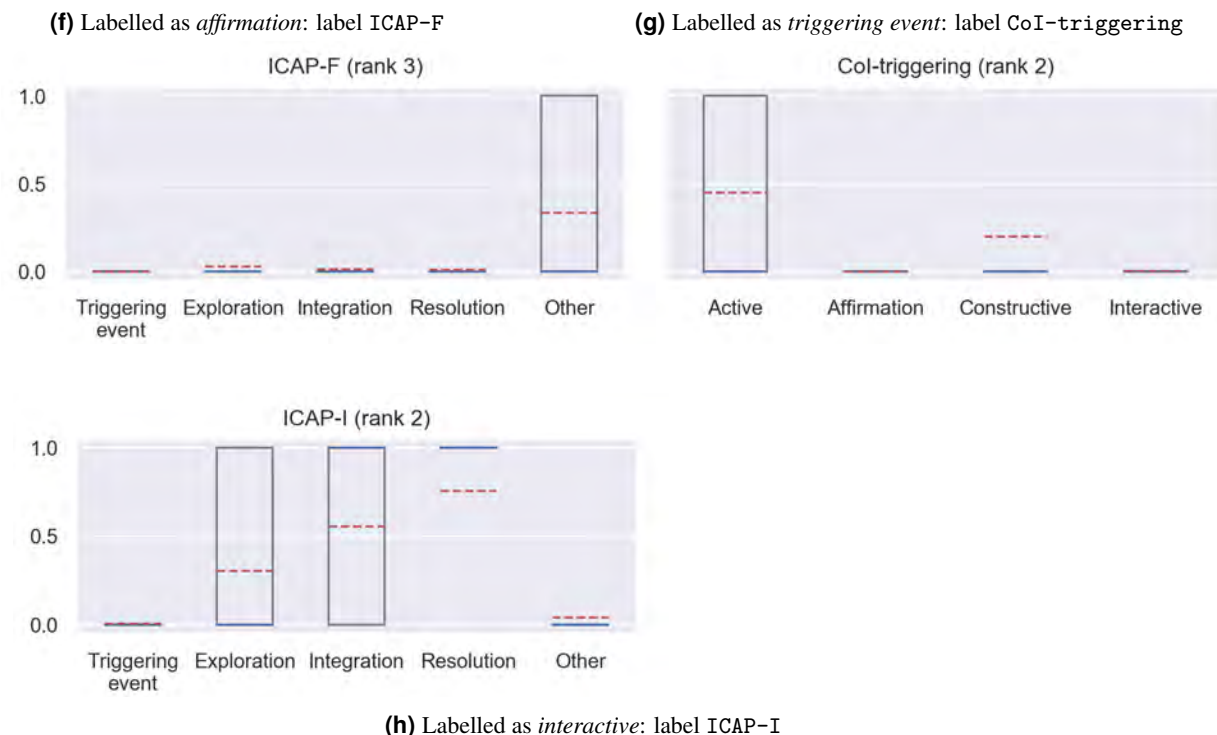 (f) Labelled as affirmation: label ICAP-F
(g) Labelled as triggering event: label CoI-triggering
ICAP-F (rank 3)
1.0
0.5
0.0
Triggering event Exploration Integration Resolution Other
CoI-triggering (rank 2)
Active Affirmation Constructive Interactive
ICAP-I (rank 2)
1.0
0.5
0.0
Triggering event Exploration Integration Resolution Other
(h) Labelled as interactive: label ICAP-I